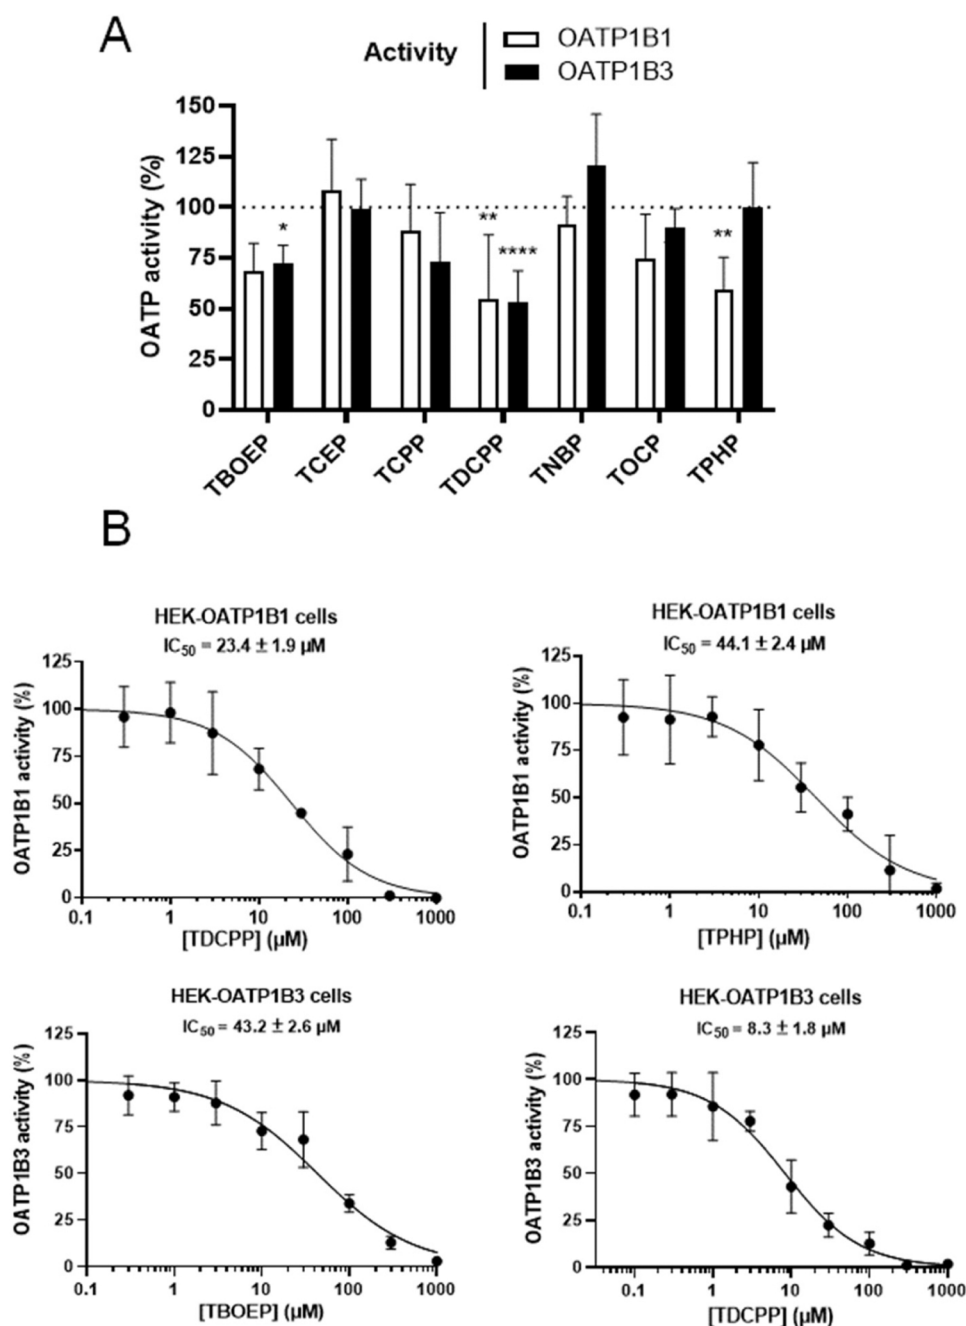 A
Activity
OATP1B1
OATP1B3
OATP activity (%)
150
125
100
75
50
25
0
*
**
****
**
TBOEP
TCEP
TCPP
TDCPP
TNBP
TOCP
TPHP
B
HEK-OATP1B1 cells
IC50 = 23.4 ± 1.9 µM
OATP1B1 activity (%)
125
100
75
50
25
0
0.1 1 10 100 1000
[TDCPP] (µM)
HEK-OATP1B1 cells
IC50 = 44.1 ± 2.4 µM
OATP1B1 activity (%)
125
100
75
50
25
0
0.1 1 10 100 1000
[TPHP] (µM)
HEK-OATP1B3 cells
IC50 = 43.2 ± 2.6 µM
OATP1B3 activity (%)
125
100
75
50
25
0
0.1 1 10 100 1000
[TBOEP] (µM)
HEK-OATP1B3 cells
IC50 = 8.3 ± 1.8 µM
OATP1B3 activity (%)
125
100
75
50
25
0
0.1 1 10 100 1000
[TDCPP] (µM)